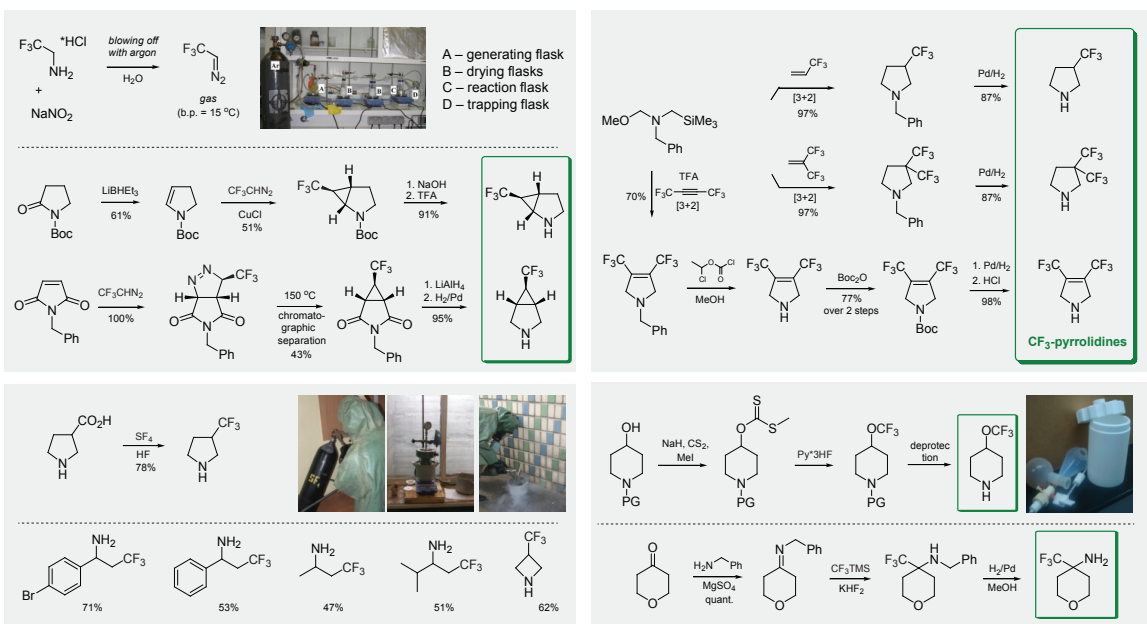 F3C *HCl
NH2
+
NaNO2
blowing off
with argon
H2O
F3C
N2
gas
(b.p. = 15 °C)
Ar
A
B
B
C
D
A – generating flask
B – drying flasks
C – reaction flask
D – trapping flask
O
N
Boc
LiBHEt3
61%
N
Boc
CF3CHN2
CuCl
51%
F3C
H
H
N
Boc
1. NaOH
2. TFA
91%
F3C
H
H
N
H
O
N
O
Ph
CF3CHN2
100%
N
N
CF3
H
H
O
N
O
Ph
150 °C
chromato-
graphic
separation
43%
CF3
H
H
O
N
O
Ph
1. LiAlH4
2. H2/Pd
95%
CF3
H
H
N
H
MeO
N
SiMe3
Ph
CF3
[3+2]
97%
CF3
N
Ph
Pd/H2
87%
CF3
N
H
CF3
CF3
[3+2]
97%
CF3
CF3
N
Ph
Pd/H2
87%
CF3
CF3
N
H
70%
TFA
F3C
CF3
[3+2]
F3C
CF3
N
Ph
O
Cl
Cl
O
MeOH
F3C
CF3
N
H
Boc2O
77%
over 2 steps
F3C
CF3
N
Boc
1. Pd/H2
2. HCl
98%
F3C
CF3
N
H
CF3-pyrrolidines
CO2H
N
H
SF4
HF
78%
CF3
N
H
SF4
NH2
CF3
Br
71%
NH2
CF3
53%
NH2
CF3
47%
NH2
CF3
51%
CF3
N
H
62%
OH
N
PG
NaH, CS2,
MeI
S
O
S
N
PG
Py*3HF
OCF3
N
PG
deprotec
tion
OCF3
N
H
O
O
H2N
Ph
MgSO4
quant.
N
Ph
O
CF3TMS
KHF2
F3C
H
N
Ph
O
H2/Pd
MeOH
F3C
NH2
O